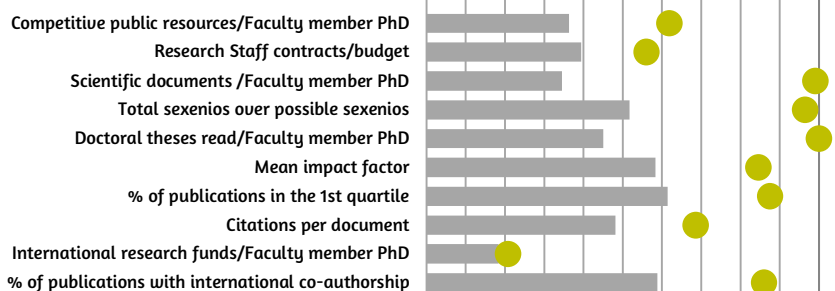 Competitive public resources/Faculty member PhD
Research Staff contracts/budget
Scientific documents /Faculty member PhD
Total sexenios over possible sexenios
Doctoral theses read/Faculty member PhD
Mean impact factor
% of publications in the 1st quartile
Citations per document
International research funds/Faculty member PhD
% of publications with international co-authorship